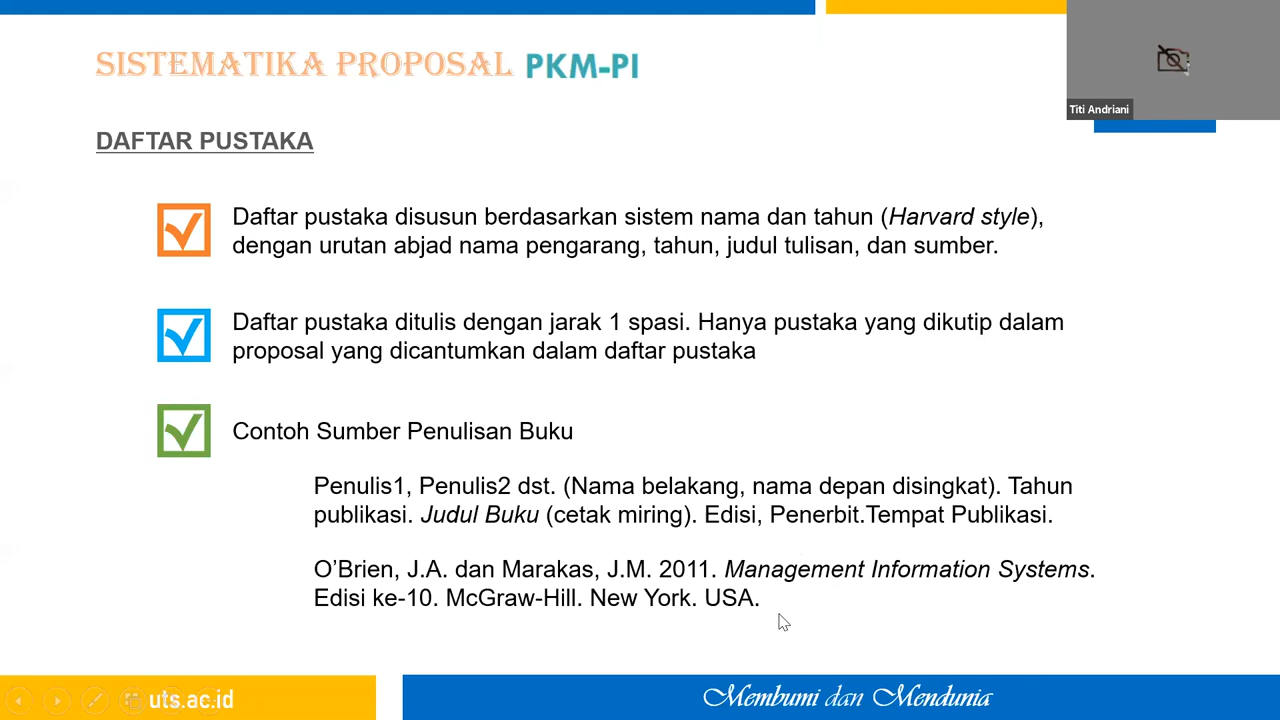 SISTEMATIKA PROPOSAL PKM-PI
Titi Andriani
DAFTAR PUSTAKA
Daftar pustaka disusun berdasarkan sistem nama dan tahun (Harvard style),
dengan urutan abjad nama pengarang, tahun, judul tulisan, dan sumber.
Daftar pustaka ditulis dengan jarak 1 spasi. Hanya pustaka yang dikutip dalam
proposal yang dicantumkan dalam daftar pustaka
Contoh Sumber Penulisan Buku
Penulis1, Penulis2 dst. (Nama belakang, nama depan disingkat). Tahun
publikasi. Judul Buku (cetak miring). Edisi, Penerbit.Tempat Publikasi.
O’Brien, J.A. dan Marakas, J.M. 2011. Management Information Systems.
Edisi ke-10. McGraw-Hill. New York. USA.
uts.ac.id
Membumi dan Mendunia